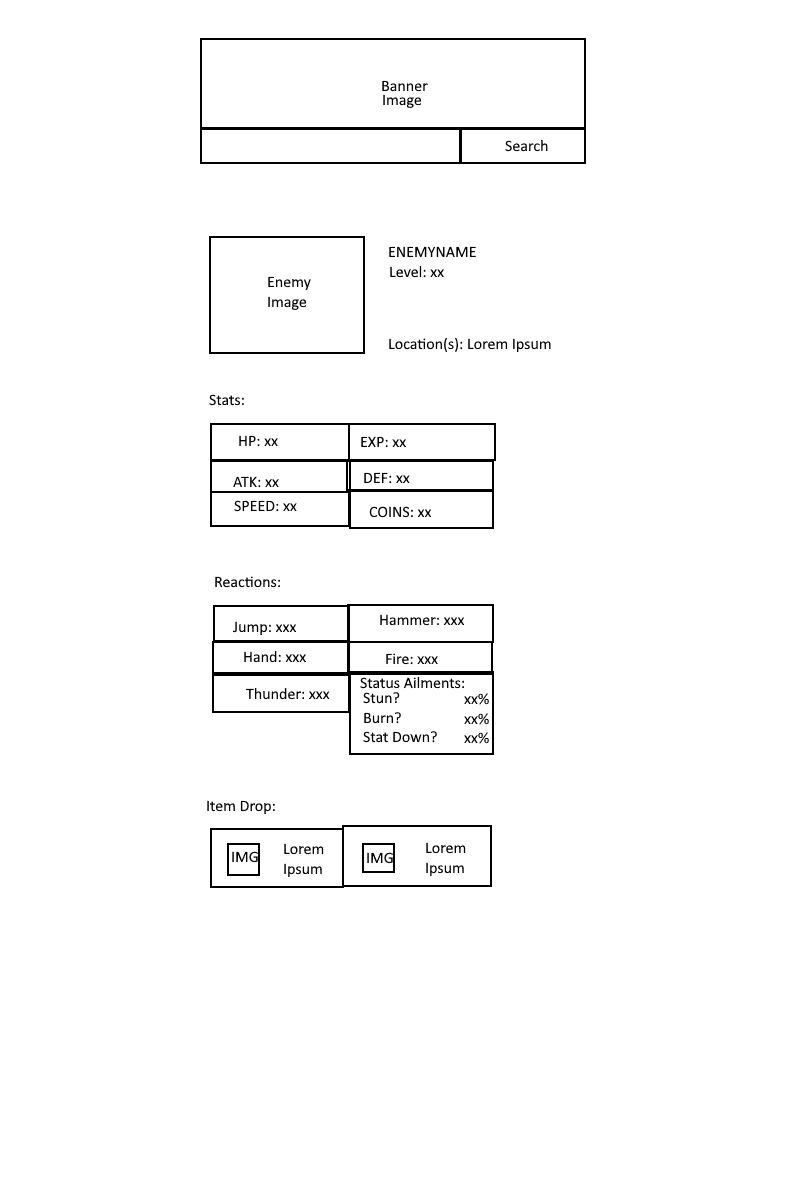 Banner
Image
Search
Enemy
Image
ENEMYNAME
Level: xx
Location(s): Lorem Ipsum
Stats:
HP: xx
EXP: xx
ATK: xx
DEF: xx
SPEED: xx
COINS: xx
Reactions:
Jump: xxx
Hammer: xxx
Hand: xxx
Fire: xxx
Thunder: xxx
Status Ailments:
Stun? xx%
Burn? xx%
Stat Down? xx%
Item Drop:
IMG
Lorem
Ipsum
IMG
Lorem
Ipsum